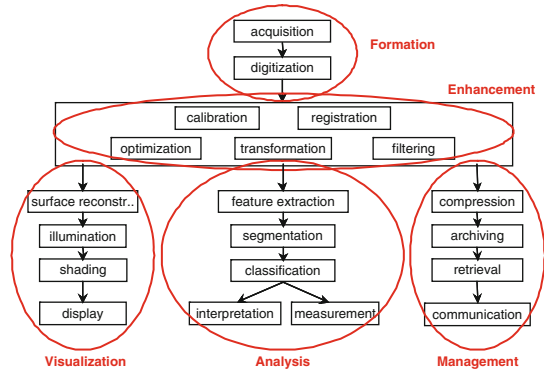 acquisition
Formation
digitization
Enhancement
calibration
registration
optimization
transformation
filtering
surface reconstr..
feature extraction
compression
illumination
segmentation
archiving
shading
classification
retrieval
display
interpretation
measurement
communication
Visualization
Analysis
Management